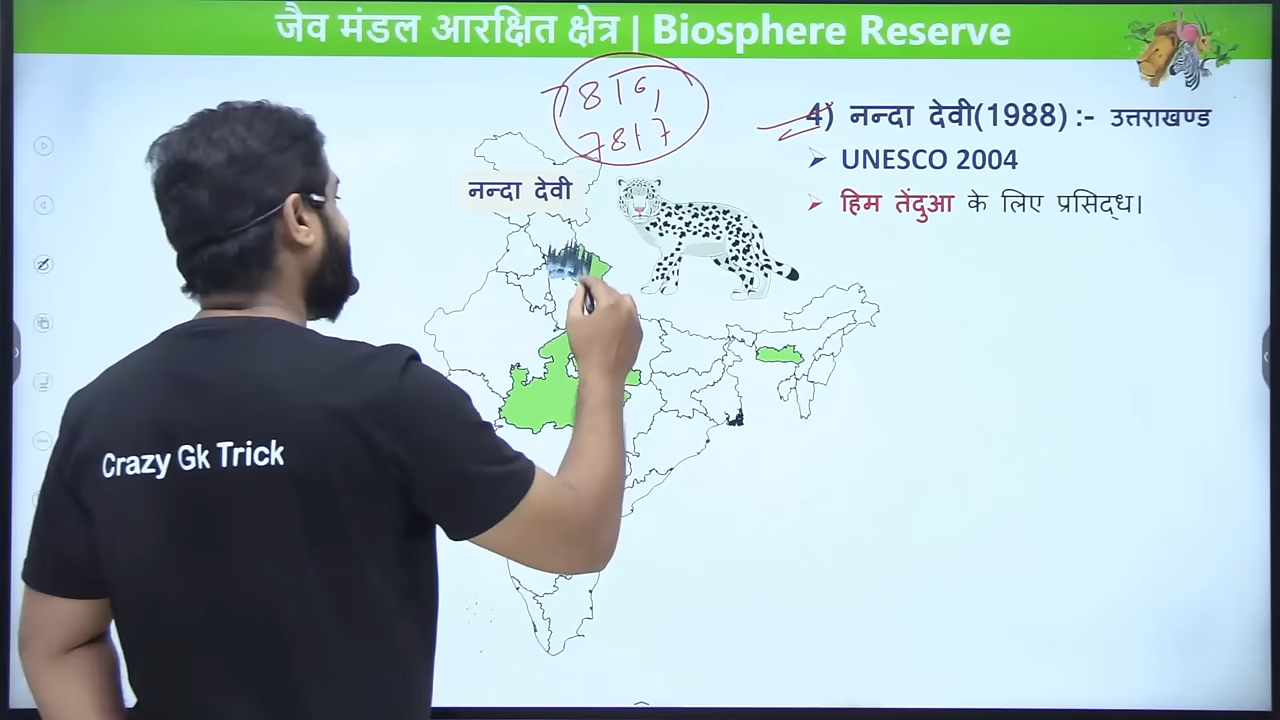 जैव मंडल आरक्षित क्षेत्र | Biosphere Reserve
7816,
7817
4) नन्दा देवी(1988) :- उत्तराखण्ड
➢ UNESCO 2004
➢ हिम तेंदुआ के लिए प्रसिद्ध।
नन्दा देवी
Crazy Gk Trick